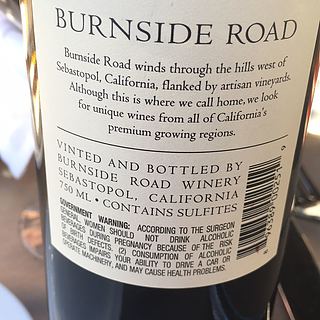 BURNSIDE ROAD
Burnside Road winds through the hills west of
Sebastopol, California, flanked by artisan vineyards.
Although this is where we call home, we look
for unique wines from all of California's
premium growing regions.
VINTED AND BOTTLED BY
BURNSIDE ROAD WINERY
SEBASTOPOL, CALIFORNIA
750 ML • CONTAINS SULFITES
GOVERNMENT WARNING: ACCORDING TO THE SURGEON
GENERAL, WOMEN SHOULD NOT DRINK ALCOHOLIC
BEVERAGES DURING PREGNANCY BECAUSE OF THE RISK
OF BIRTH DEFECTS. (2) CONSUMPTION OF ALCOHOLIC
BEVERAGES IMPAIRS YOUR ABILITY TO DRIVE A CAR OR
OPERATE MACHINERY, AND MAY CAUSE HEALTH PROBLEMS.